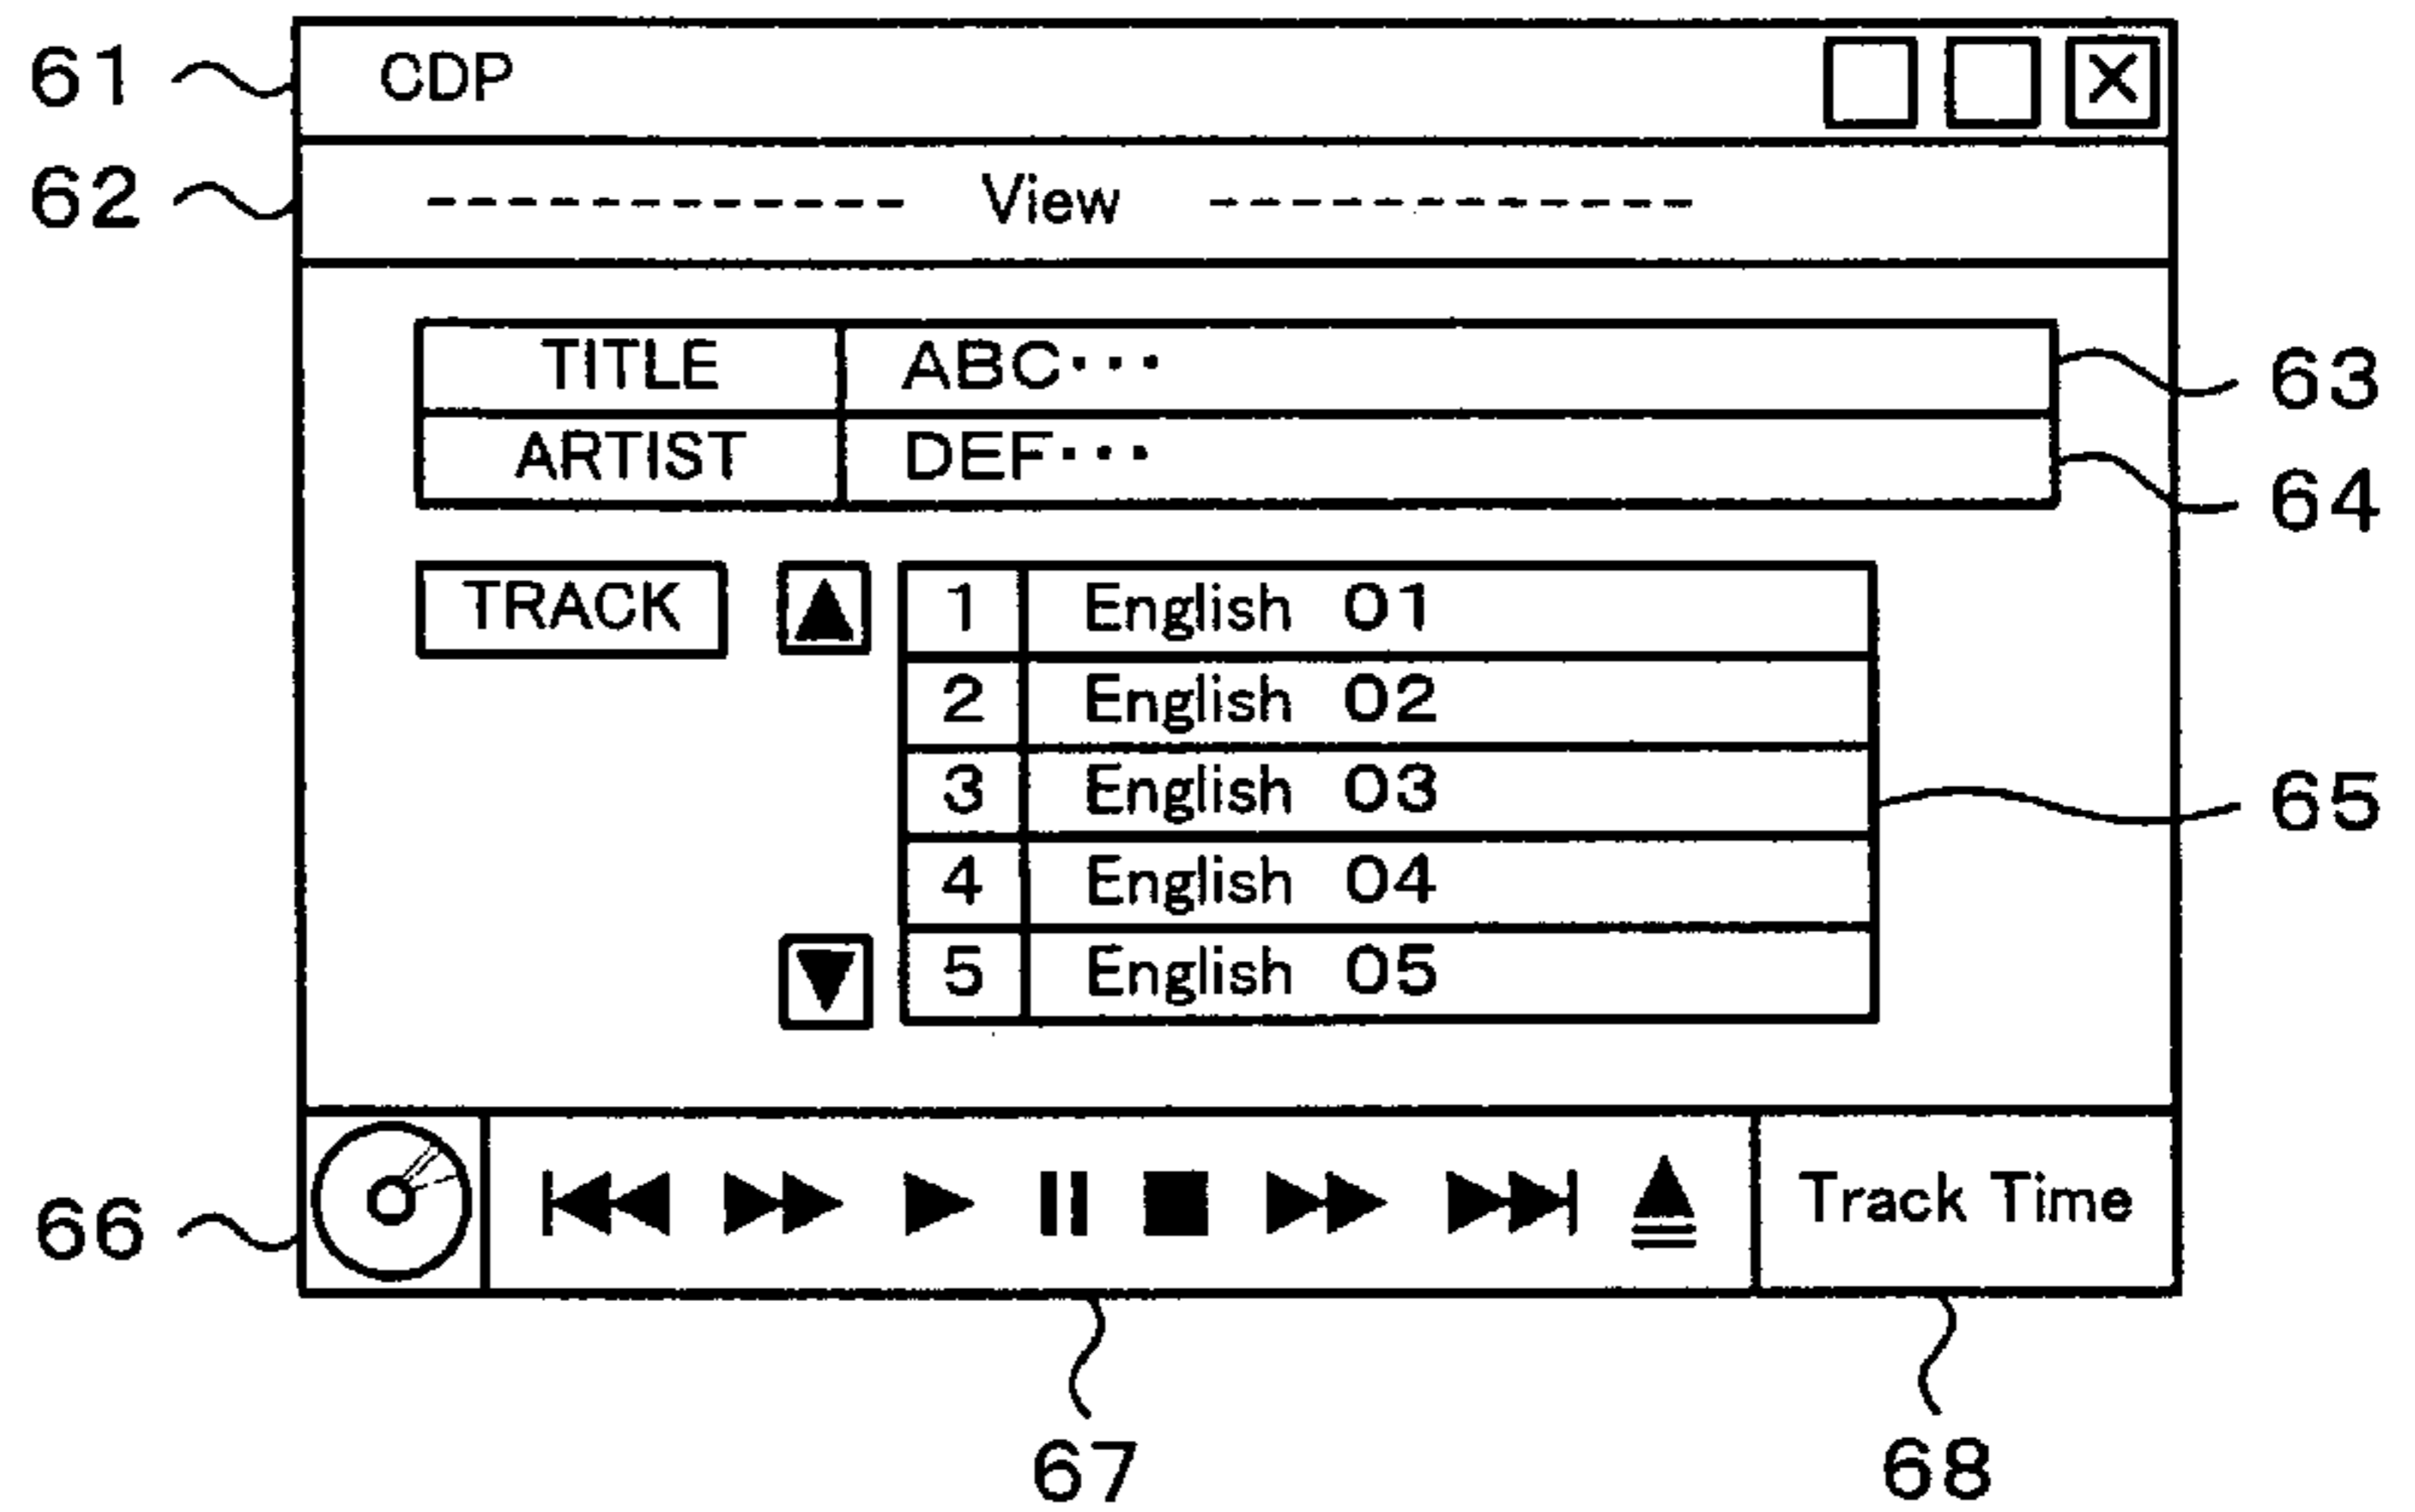 61 CDP
62 View
TITLE ABC··· 63
ARTIST DEF··· 64
TRACK 1 English 01
2 English 02
3 English 03 65
4 English 04
5 English 05
66 Track Time
67 68